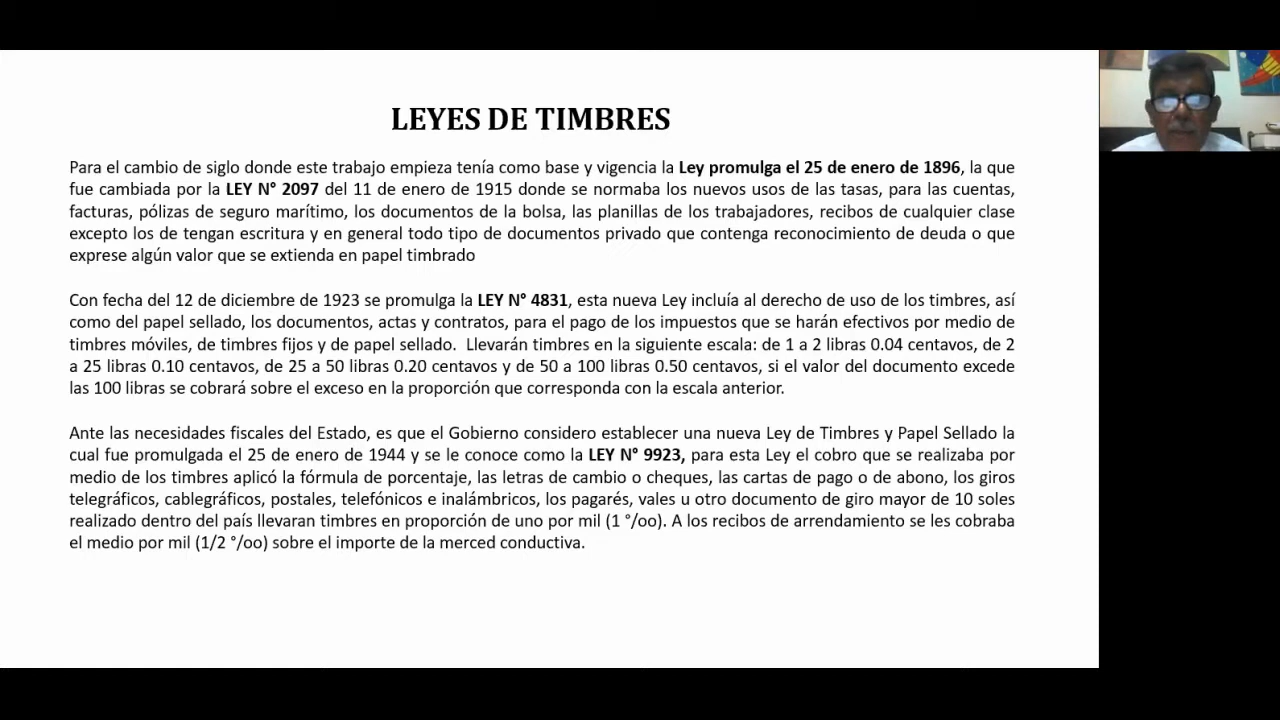 LEYES DE TIMBRES
Para el cambio de siglo donde este trabajo empieza tenía como base y vigencia la Ley promulga el 25 de enero de 1896, la que
fue cambiada por la LEY N° 2097 del 11 de enero de 1915 donde se normaba los nuevos usos de las tasas, para las cuentas,
facturas, pólizas de seguro marítimo, los documentos de la bolsa, las planillas de los trabajadores, recibos de cualquier clase
excepto los de tengan escritura y en general todo tipo de documentos privado que contenga reconocimiento de deuda o que
exprese algún valor que se extienda en papel timbrado
Con fecha del 12 de diciembre de 1923 se promulga la LEY N° 4831, esta nueva Ley incluía al derecho de uso de los timbres, así
como del papel sellado, los documentos, actas y contratos, para el pago de los impuestos que se harán efectivos por medio de
timbres móviles, de timbres fijos y de papel sellado.  Llevarán timbres en la siguiente escala: de 1 a 2 libras 0.04 centavos, de 2
a 25 libras 0.10 centavos, de 25 a 50 libras 0.20 centavos y de 50 a 100 libras 0.50 centavos, si el valor del documento excede
las 100 libras se cobrará sobre el exceso en la proporción que corresponda con la escala anterior.
Ante las necesidades fiscales del Estado, es que el Gobierno considero establecer una nueva Ley de Timbres y Papel Sellado la
cual fue promulgada el 25 de enero de 1944 y se le conoce como la LEY N° 9923, para esta Ley el cobro que se realizaba por
medio de los timbres aplicó la fórmula de porcentaje, las letras de cambio o cheques, las cartas de pago o de abono, los giros
telegráficos, cablegráficos, postales, telefónicos e inalámbricos, los pagarés, vales u otro documento de giro mayor de 10 soles
realizado dentro del país llevaran timbres en proporción de uno por mil (1 °/oo). A los recibos de arrendamiento se les cobraba
el medio por mil (1/2 °/oo) sobre el importe de la merced conductiva.